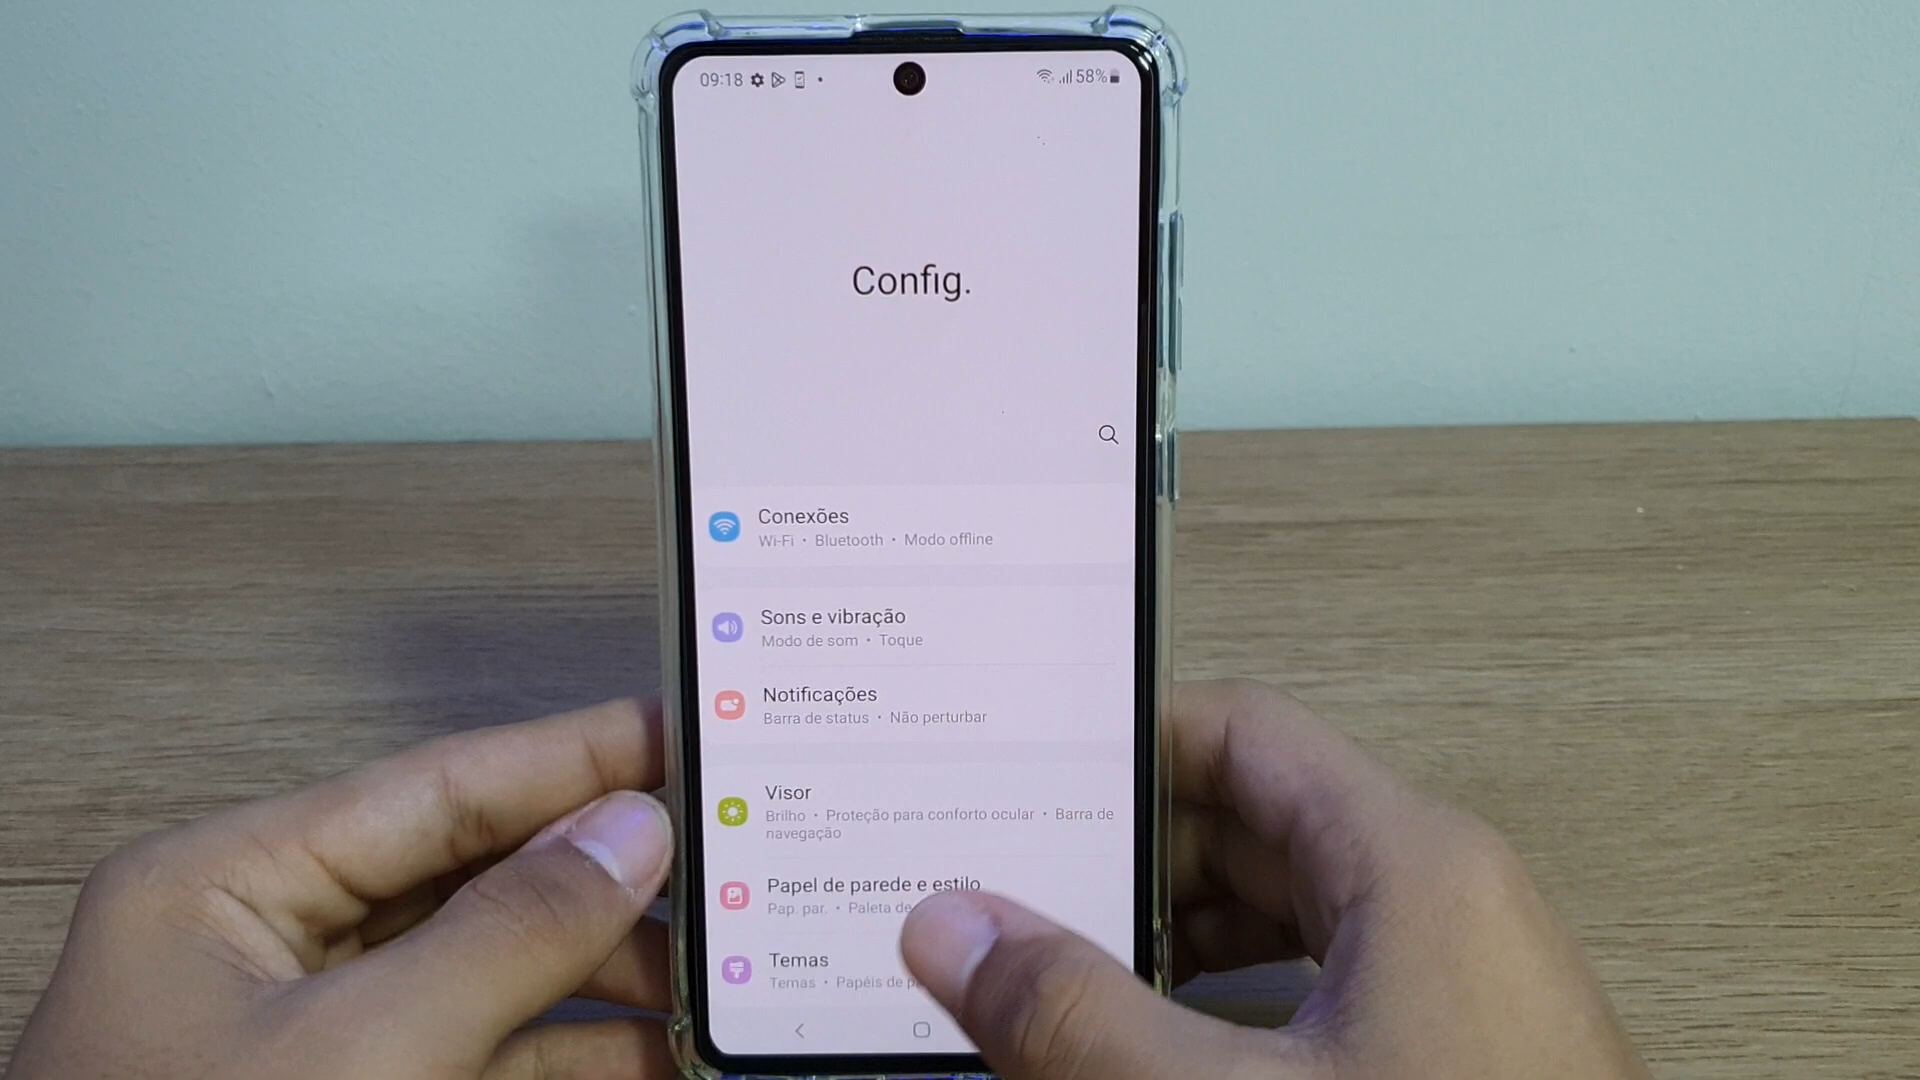 09:18
58%
Config.
Conexões
Wi-Fi • Bluetooth • Modo offline
Sons e vibração
Modo de som • Toque
Notificações
Barra de status • Não perturbar
Visor
Brilho • Proteção para conforto ocular • Barra de
navegação
Papel de parede e estilo
Pap. par. • Paleta de
Temas
Temas • Papéis de